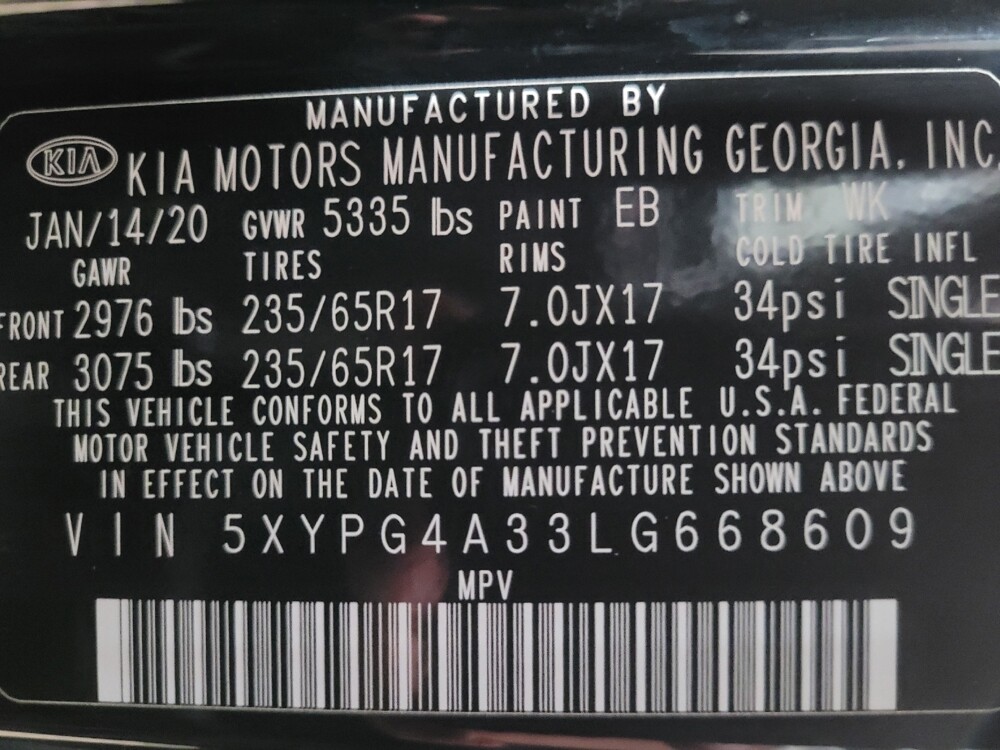 MANUFACTURED BY
KIA KIA MOTORS MANUFACTURING GEORGIA, INC
JAN/14/20 GVWR 5335 lbs PAINT EB TRIM WK
GAWR TIRES RIMS COLD TIRE INFL
FRONT 2976 lbs 235/65R17 7.0JX17 34psi SINGLE
REAR 3075 lbs 235/65R17 7.0JX17 34psi SINGLE
THIS VEHICLE CONFORMS TO ALL APPLICABLE U.S.A. FEDERAL
MOTOR VEHICLE SAFETY AND THEFT PREVENTION STANDARDS
IN EFFECT ON THE DATE OF MANUFACTURE SHOWN ABOVE
VIN 5XYPG4A33LG668609
MPV